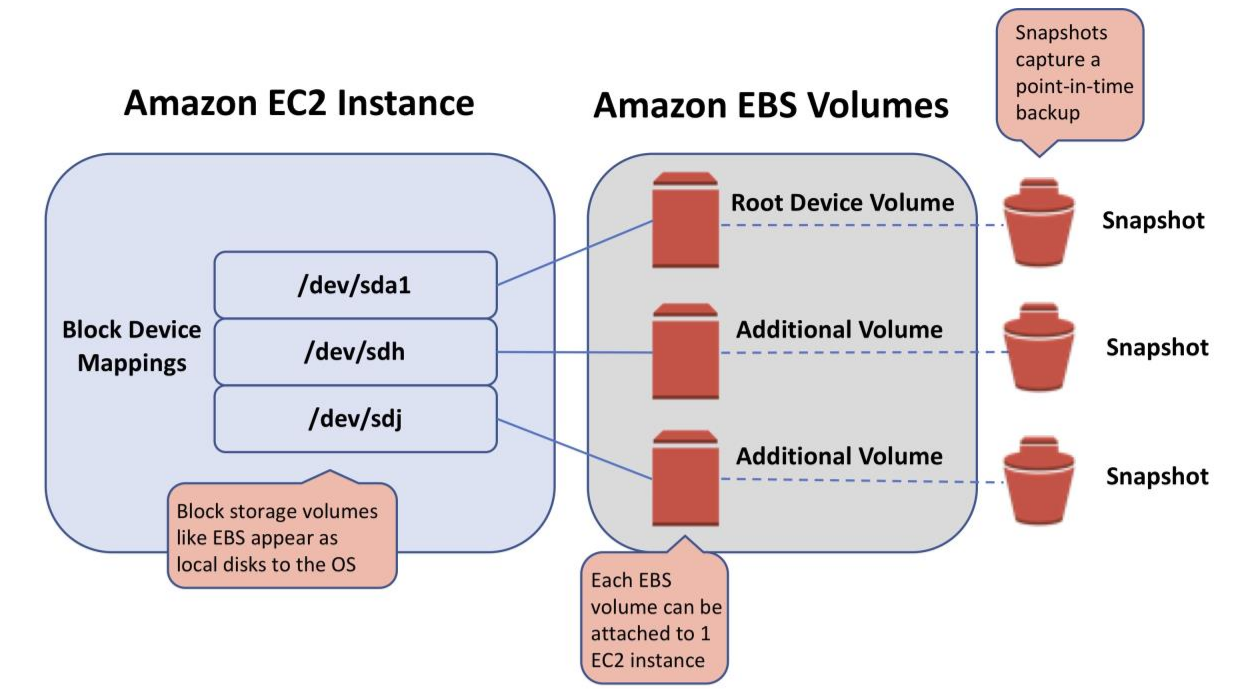 Snapshots
capture a
point-in-time
backup
Amazon EC2 Instance
Amazon EBS Volumes
Root Device Volume
Snapshot
/dev/sda1
Block Device
Mappings
/dev/sdh
Additional Volume
Snapshot
/dev/sdj
Additional Volume
Snapshot
Block storage volumes
like EBS appear as
local disks to the OS
Each EBS
volume can be
attached to 1
EC2 instance